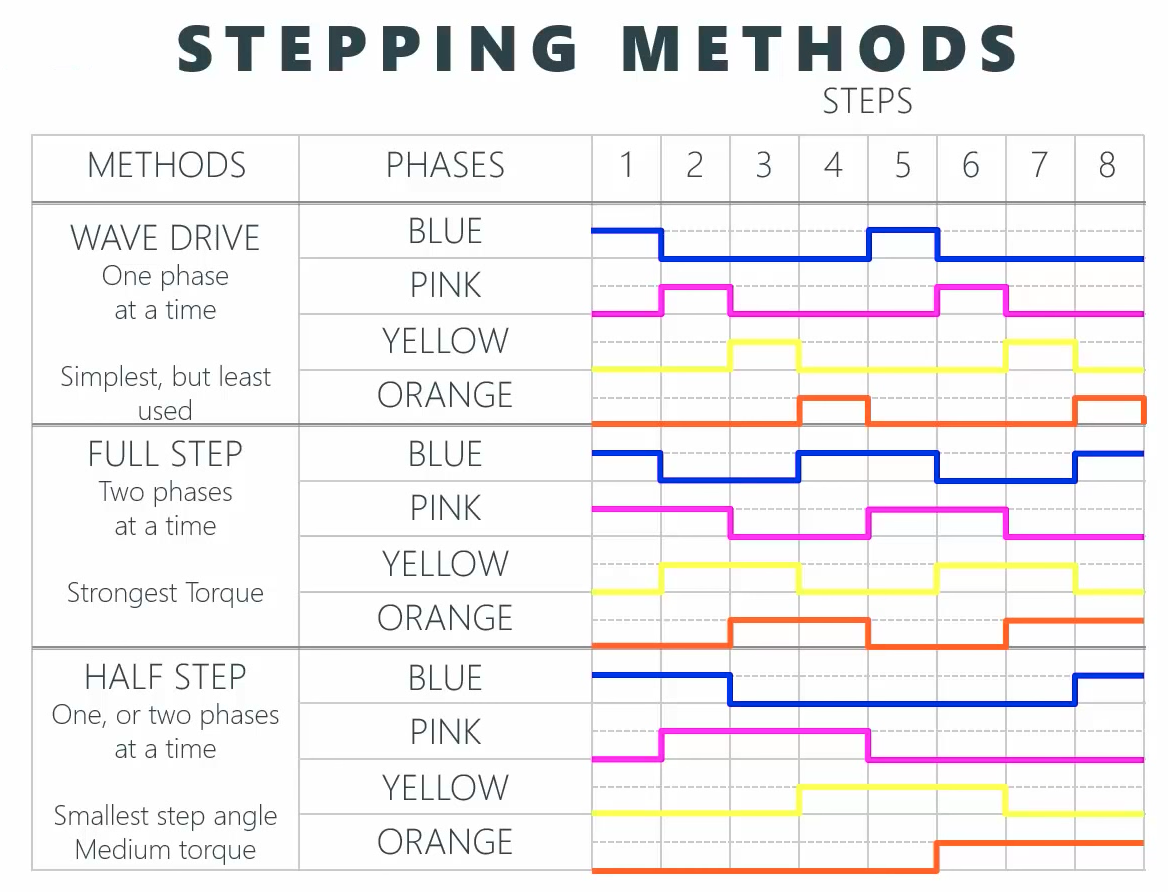 STEPPING METHODS
STEPS
METHODS PHASES 1 2 3 4 5 6 7 8
WAVE DRIVE
One phase
at a time
Simplest, but least
used
BLUE
PINK
YELLOW
ORANGE
FULL STEP
Two phases
at a time
Strongest Torque
BLUE
PINK
YELLOW
ORANGE
HALF STEP
One, or two phases
at a time
Smallest step angle
Medium torque
BLUE
PINK
YELLOW
ORANGE